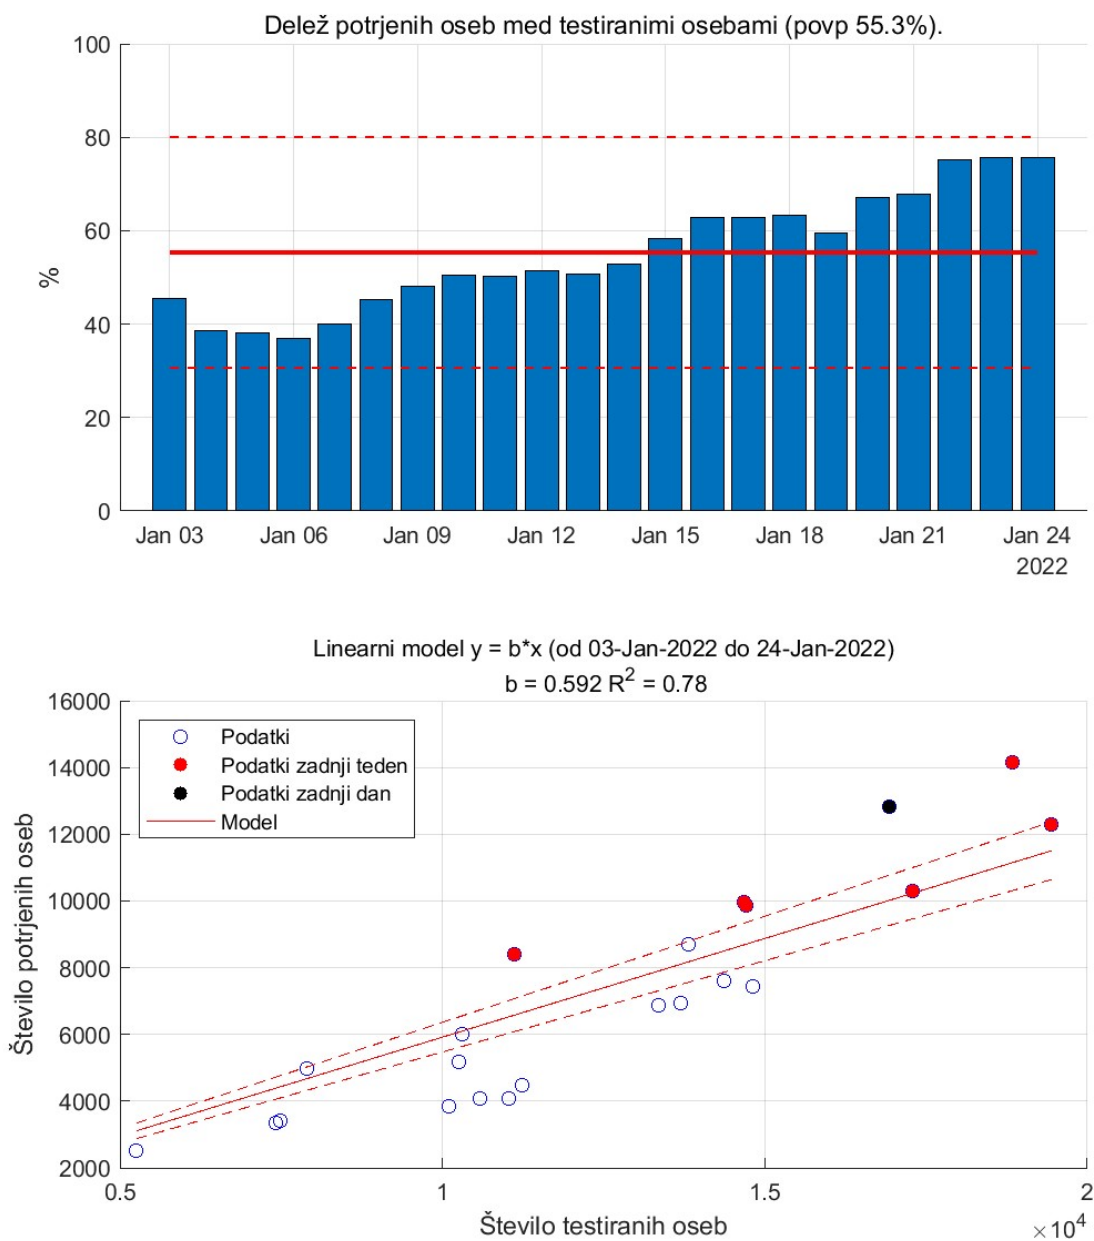 Delež potrjenih oseb med testiranimi osebami (povp 55.3%).
100
80
60
40
20
0
%
Jan 03 Jan 06 Jan 09 Jan 12 Jan 15 Jan 18 Jan 21 Jan 24
2022
Linearni model y = b*x (od 03-Jan-2022 do 24-Jan-2022)
b = 0.592 R² = 0.78
16000
14000
12000
10000
8000
6000
4000
2000
Število potrjenih oseb
Podatki
Podatki zadnji teden
Podatki zadnji dan
Model
0.5 1 1.5 2
Število testiranih oseb
×10⁴